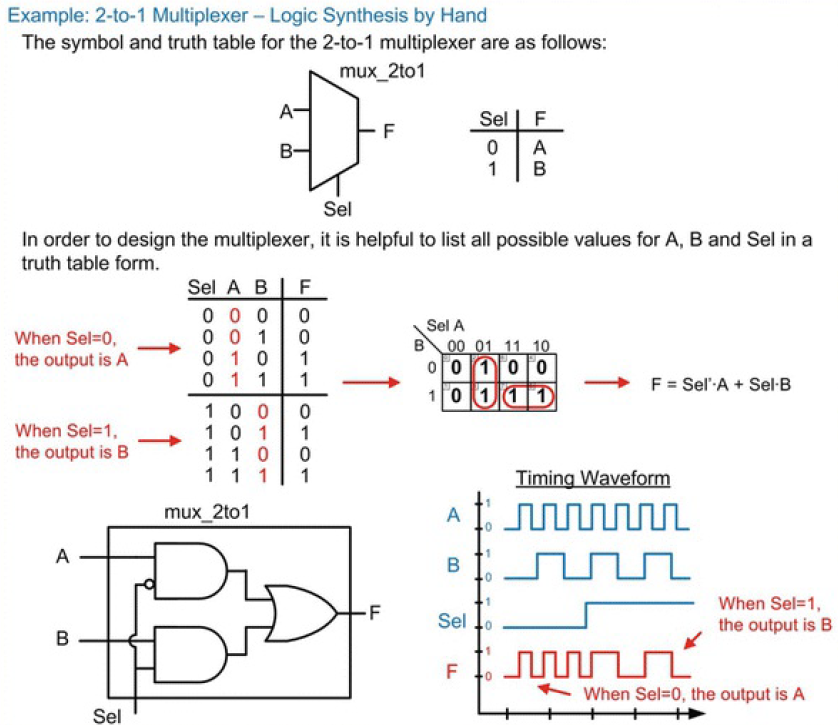 Example: 2-to-1 Multiplexer – Logic Synthesis by Hand
The symbol and truth table for the 2-to-1 multiplexer are as follows:
mux_2to1
A
B
F
Sel
Sel F
0 A
1 B
In order to design the multiplexer, it is helpful to list all possible values for A, B and Sel in a
truth table form.
Sel A B F
0 0 0 0
0 0 1 0
0 1 0 1
0 1 1 1
1 0 0 0
1 0 1 1
1 1 0 0
1 1 1 1
When Sel=0,
the output is A
When Sel=1,
the output is B
Sel A
B 00 01 11 10
0 0 1 0 0
1 0 1 1 1
F = Sel'·A + Sel·B
mux_2to1
A
B
F
Sel
Timing Waveform
A 1
0
B 1
0
Sel 1
0
F 1
0
When Sel=1,
the output is B
When Sel=0, the output is A